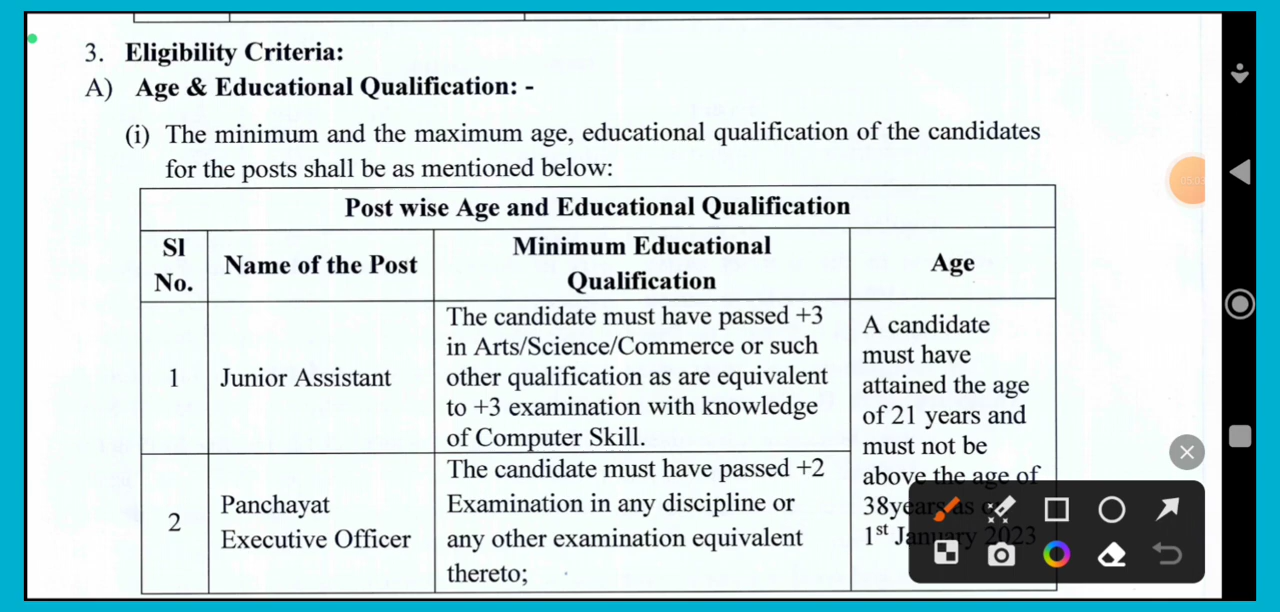 3. Eligibility Criteria:
A) Age & Educational Qualification: -
(i) The minimum and the maximum age, educational qualification of the candidates
for the posts shall be as mentioned below:
Post wise Age and Educational Qualification
Sl
No.
Name of the Post
Minimum Educational
Qualification
Age
1
Junior Assistant
The candidate must have passed +3
in Arts/Science/Commerce or such
other qualification as are equivalent
to +3 examination with knowledge
of Computer Skill.
A candidate
must have
attained the age
of 21 years and
must not be
above the age of
38years as
1st January 2023
2
Panchayat
Executive Officer
The candidate must have passed +2
Examination in any discipline or
any other examination equivalent
thereto;